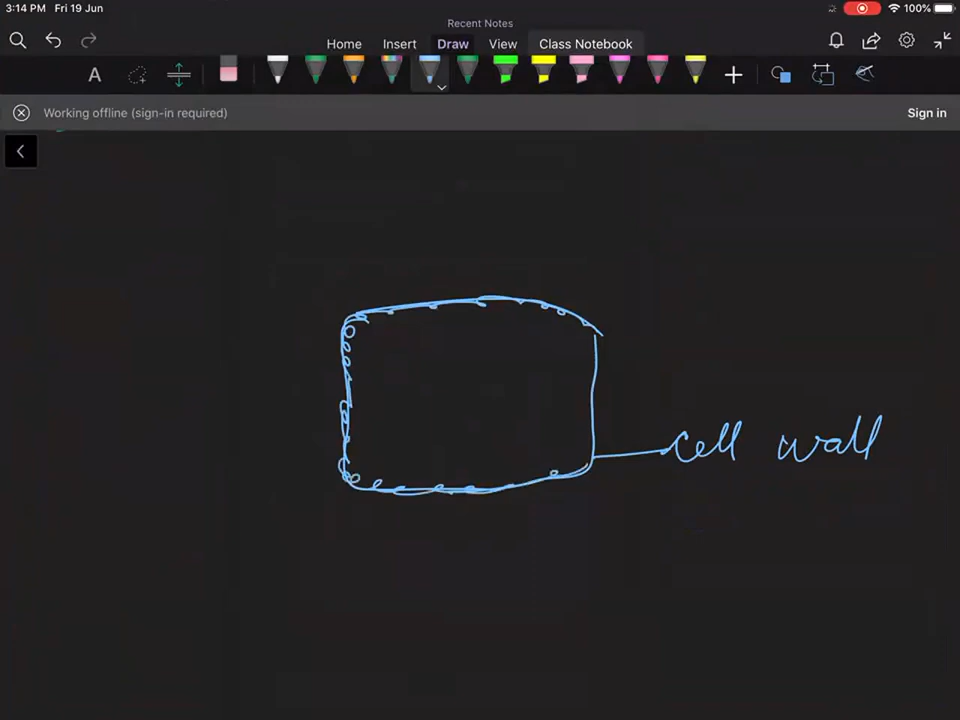 3:14 PM Fri 19 Jun
100%
Recent Notes
Home Insert Draw View Class Notebook
A
Working offline (sign-in required) Sign in
cell wall